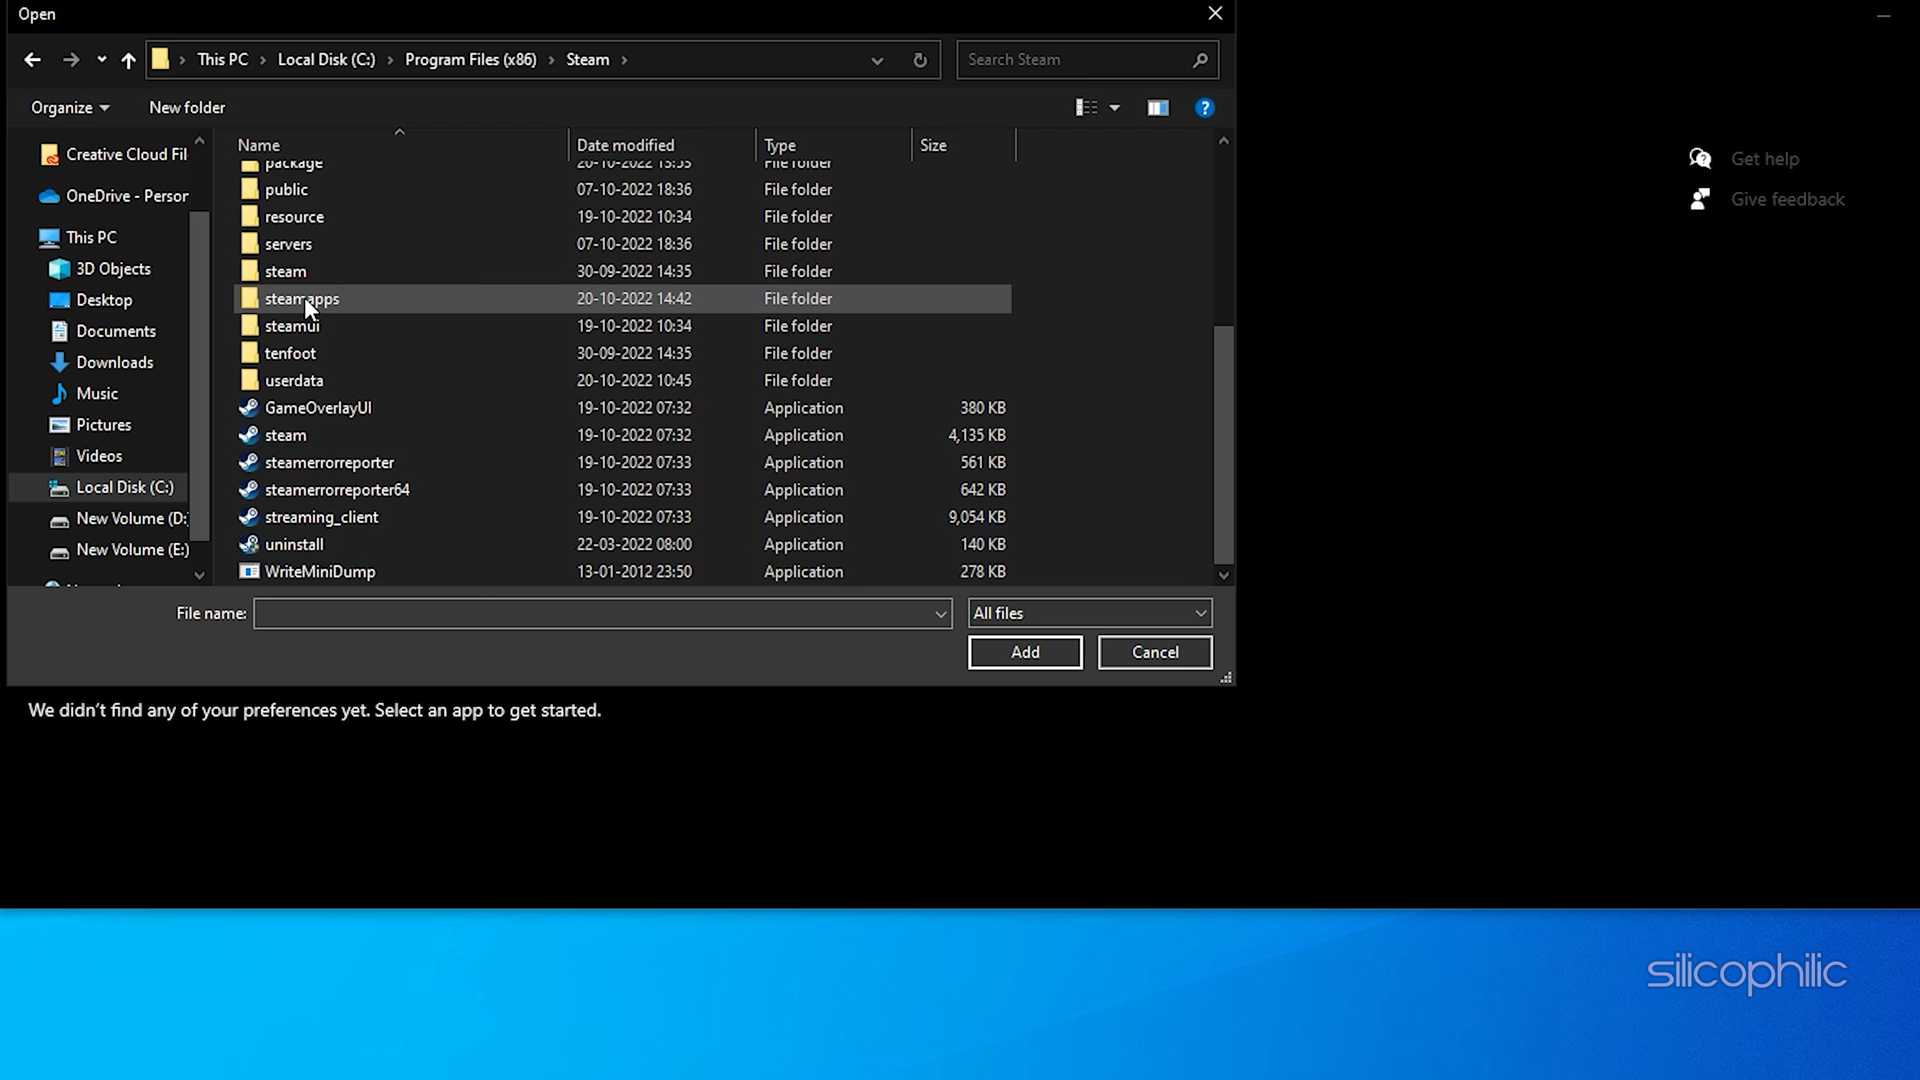 Open
This PC > Local Disk (C:) > Program Files (x86) > Steam >
Search Steam
Organize
New folder
Get help
Give feedback
Creative Cloud Fil
OneDrive - Person
This PC
3D Objects
Desktop
Documents
Downloads
Music
Pictures
Videos
Local Disk (C:)
New Volume (D:)
New Volume (E:)
Name Date modified Type Size
package 20-10-2022 13:53 File folder
public 07-10-2022 18:36 File folder
resource 19-10-2022 10:34 File folder
servers 07-10-2022 18:36 File folder
steam 30-09-2022 14:35 File folder
steamapps 20-10-2022 14:42 File folder
steamui 19-10-2022 10:34 File folder
tenfoot 30-09-2022 14:35 File folder
userdata 20-10-2022 10:45 File folder
GameOverlayUI 19-10-2022 07:32 Application 380 KB
steam 19-10-2022 07:32 Application 4,135 KB
steamerrorreporter 19-10-2022 07:33 Application 561 KB
steamerrorreporter64 19-10-2022 07:33 Application 642 KB
streaming_client 19-10-2022 07:33 Application 9,054 KB
uninstall 22-03-2022 08:00 Application 140 KB
WriteMiniDump 13-01-2012 23:50 Application 278 KB
File name:
All files
Add
Cancel
We didn't find any of your preferences yet. Select an app to get started.
silicophilic